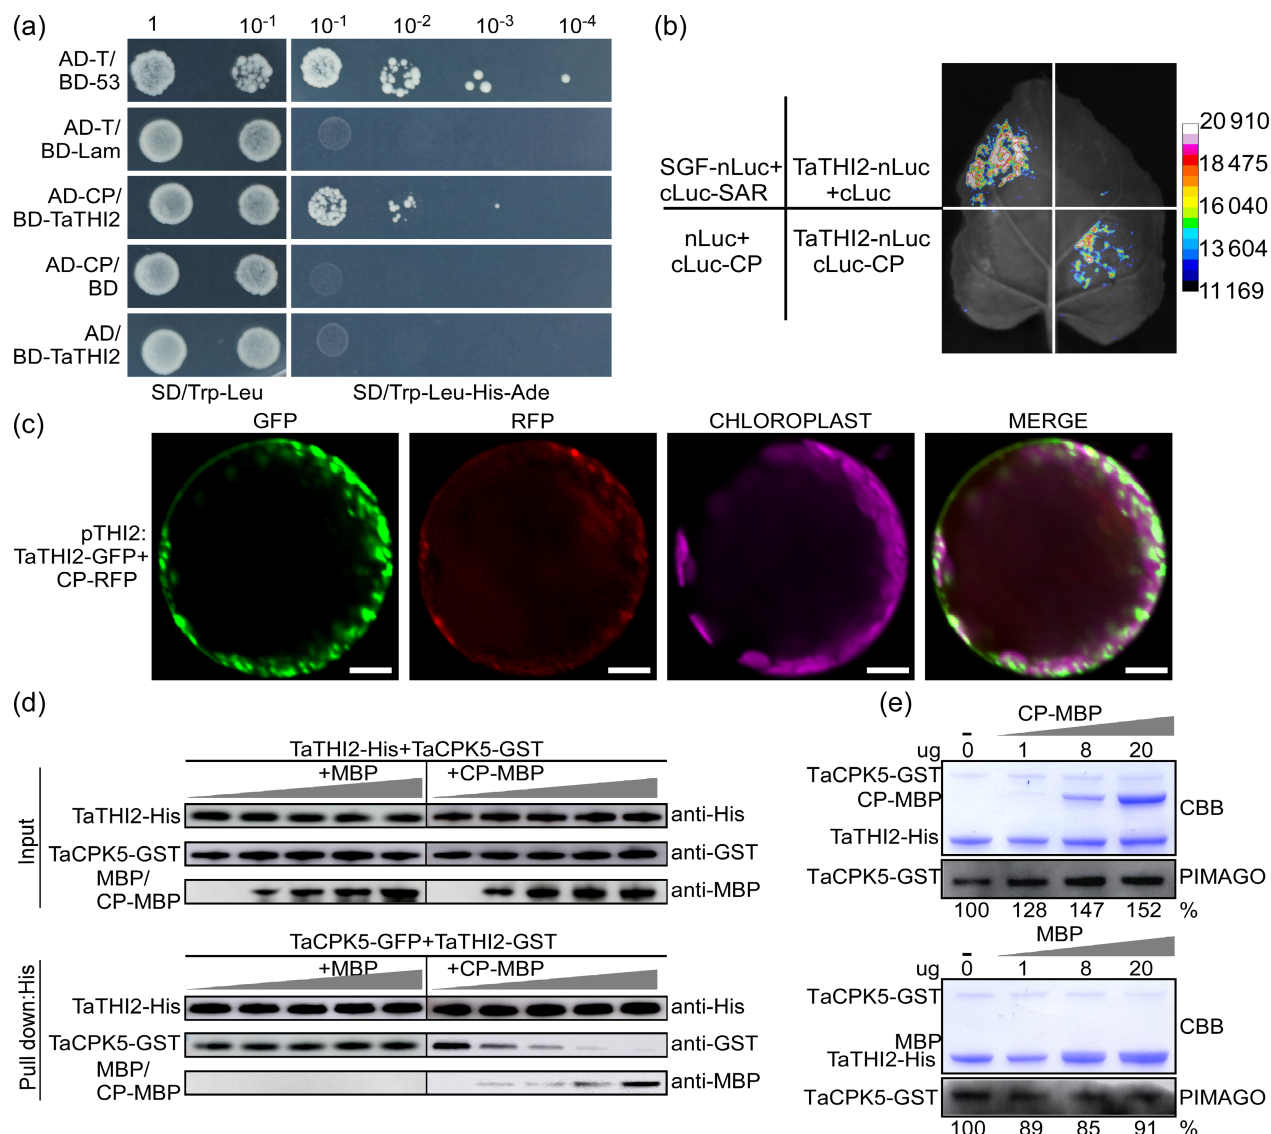 (a)
1
10-1
10-1
10-2
10-3
10-4
AD-T/
BD-53
AD-T/
BD-Lam
AD-CP/
BD-TaTHI2
AD-CP/
BD
AD/
BD-TaTHI2
SD/Trp-Leu
SD/Trp-Leu-His-Ade
(b)
SGF-nLuc+
cLuc-SAR
TaTHI2-nLuc
+cLuc
nLuc+
cLuc-CP
TaTHI2-nLuc
cLuc-CP
20 910
18 475
16 040
13 604
11 169
(c)
GFP
RFP
CHLOROPLAST
MERGE
pTHI2:
TaTHI2-GFP+
CP-RFP
(d)
TaTHI2-His+TaCPK5-GST
+MBP
+CP-MBP
Input
TaTHI2-His
anti-His
TaCPK5-GST
anti-GST
MBP/
CP-MBP
anti-MBP
TaCPK5-GFP+TaTHI2-GST
+MBP
+CP-MBP
Pull down:His
TaTHI2-His
anti-His
TaCPK5-GST
anti-GST
MBP/
CP-MBP
anti-MBP
(e)
CP-MBP
-
ug 0 1 8 20
TaCPK5-GST
CP-MBP
TaTHI2-His
CBB
TaCPK5-GST
PIMAGO
100 128 147 152 %
MBP
-
ug 0 1 8 20
TaCPK5-GST
MBP
TaTHI2-His
CBB
TaCPK5-GST
PIMAGO
100 89 85 91 %